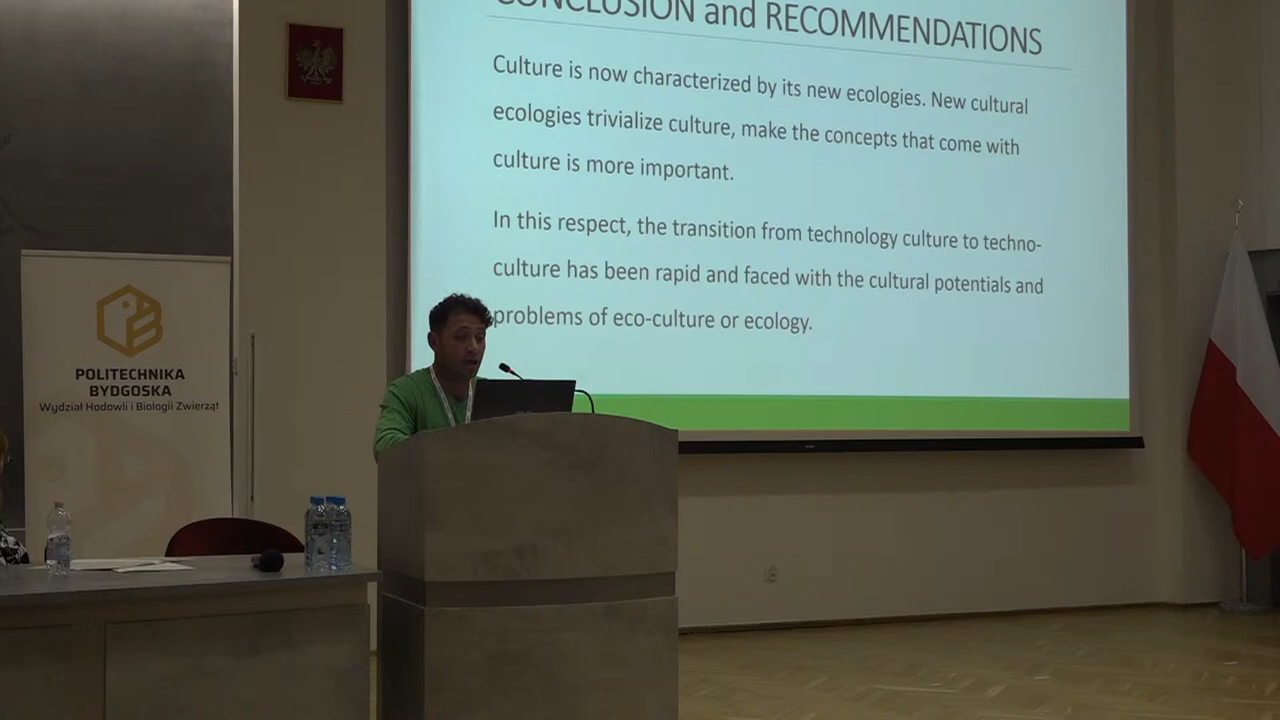 CONCLUSION and RECOMMENDATIONS
Culture is now characterized by its new ecologies. New cultural
ecologies trivialize culture, make the concepts that come with
culture is more important.
In this respect, the transition from technology culture to techno-
culture has been rapid and faced with the cultural potentials and
problems of eco-culture or ecology.
POLITECHNIKA
BYDGOSKA
Wydział Hodowli i Biologii Zwierząt